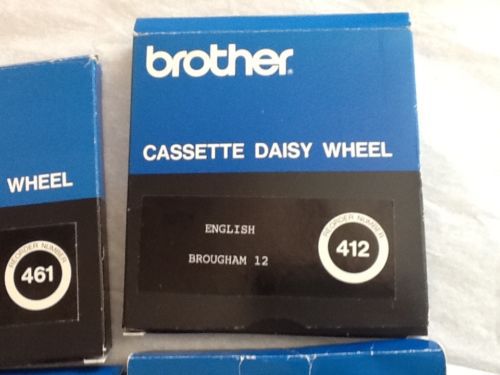 brother
CASSETTE DAISY WHEEL
ENGLISH
BROUGHAM 12
REORDER NUMBER
412
WHEEL
REORDER NUMBER
461